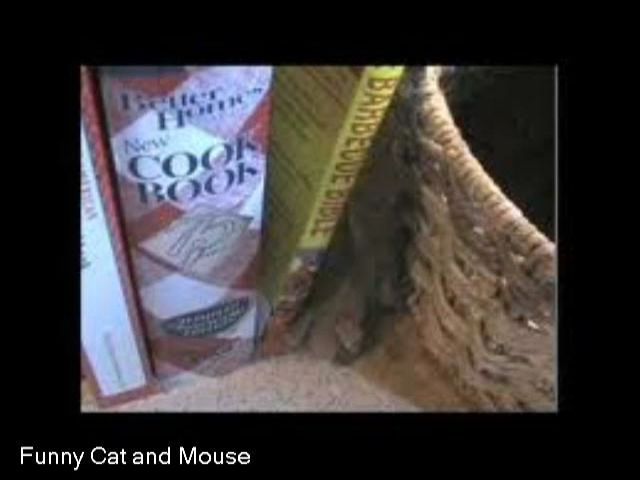 Better
Homes
New
COOK
BOOK
BARBECUE BIBLE
Funny Cat and Mouse